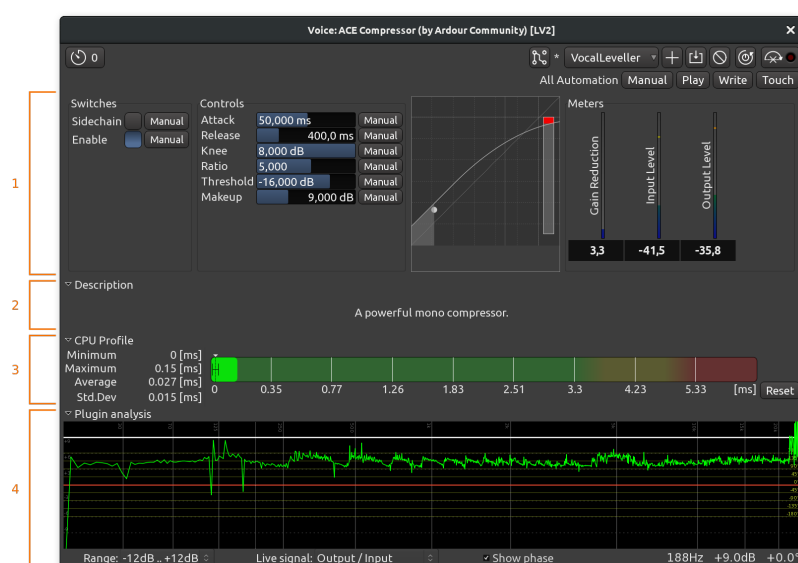 Voice: ACE Compressor (by Ardour Community) [LV2]
x
0
*
VocalLeveller
All Automation Manual Play Write Touch
1
Switches
Sidechain Manual
Enable Manual
Controls
Attack 50,000 ms Manual
Release 400,0 ms Manual
Knee 8,000 dB Manual
Ratio 5,000 Manual
Threshold -16,000 dB Manual
Makeup 9,000 dB Manual
Meters
Gain Reduction
Input Level
Output Level
3,3 -41,5 -35,8
2
Description
A powerful mono compressor.
3
CPU Profile
Minimum 0 [ms]
Maximum 0.15 [ms]
Average 0.027 [ms]
Std.Dev 0.015 [ms]
0 0.35 0.77 1.26 1.83 2.51 3.3 4.23 5.33 [ms] Reset
4
Plugin analysis
Range: -12dB .. +12dB
Live signal: Output / Input
Show phase
188Hz +9.0dB +0.0°